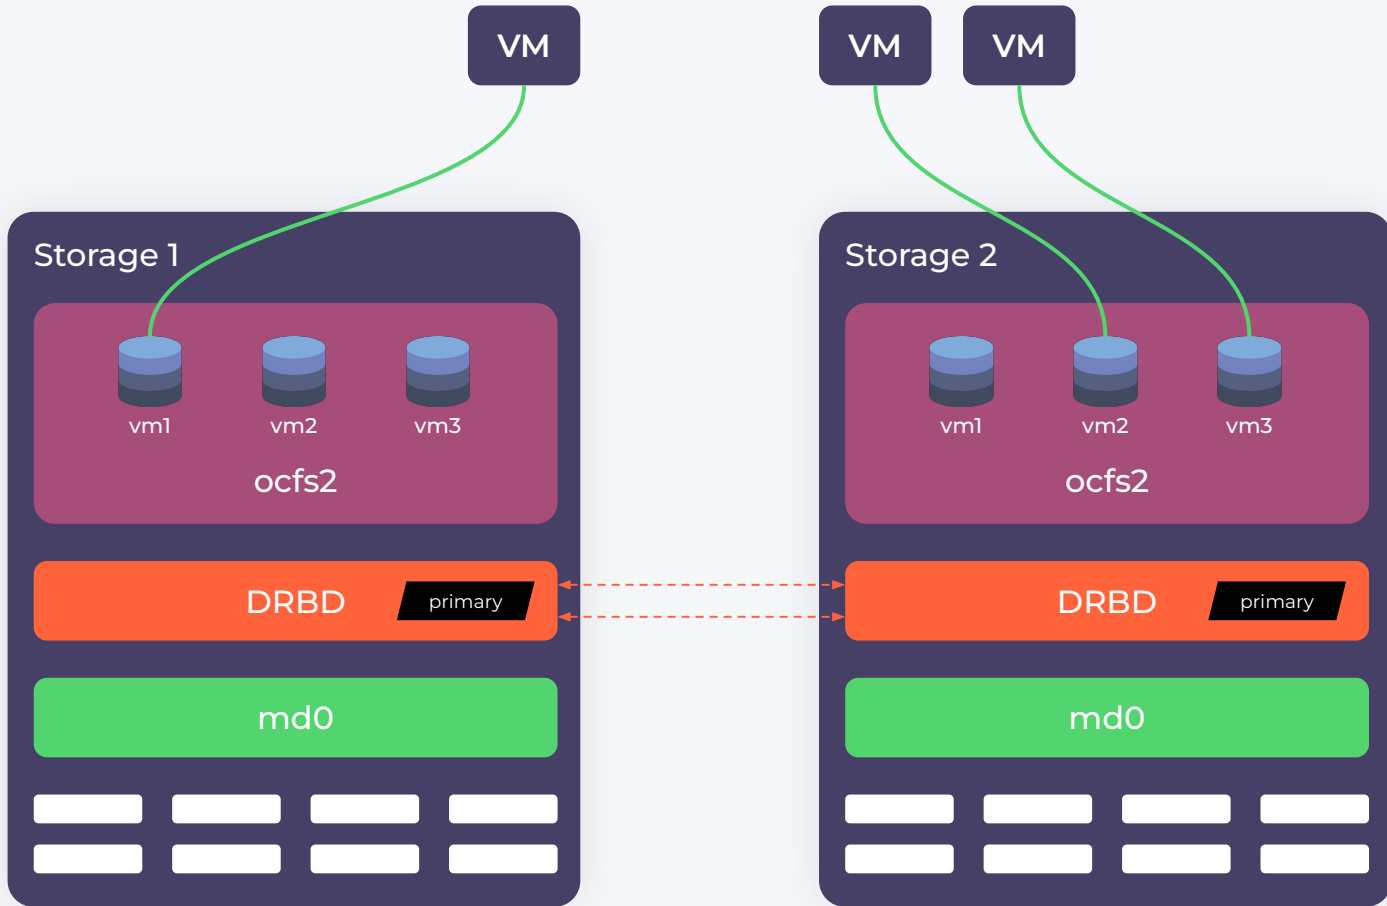 VM
VM
VM
Storage 1
vm1
vm2
vm3
ocfs2
DRBD
primary
md0
Storage 2
vm1
vm2
vm3
ocfs2
DRBD
primary
md0